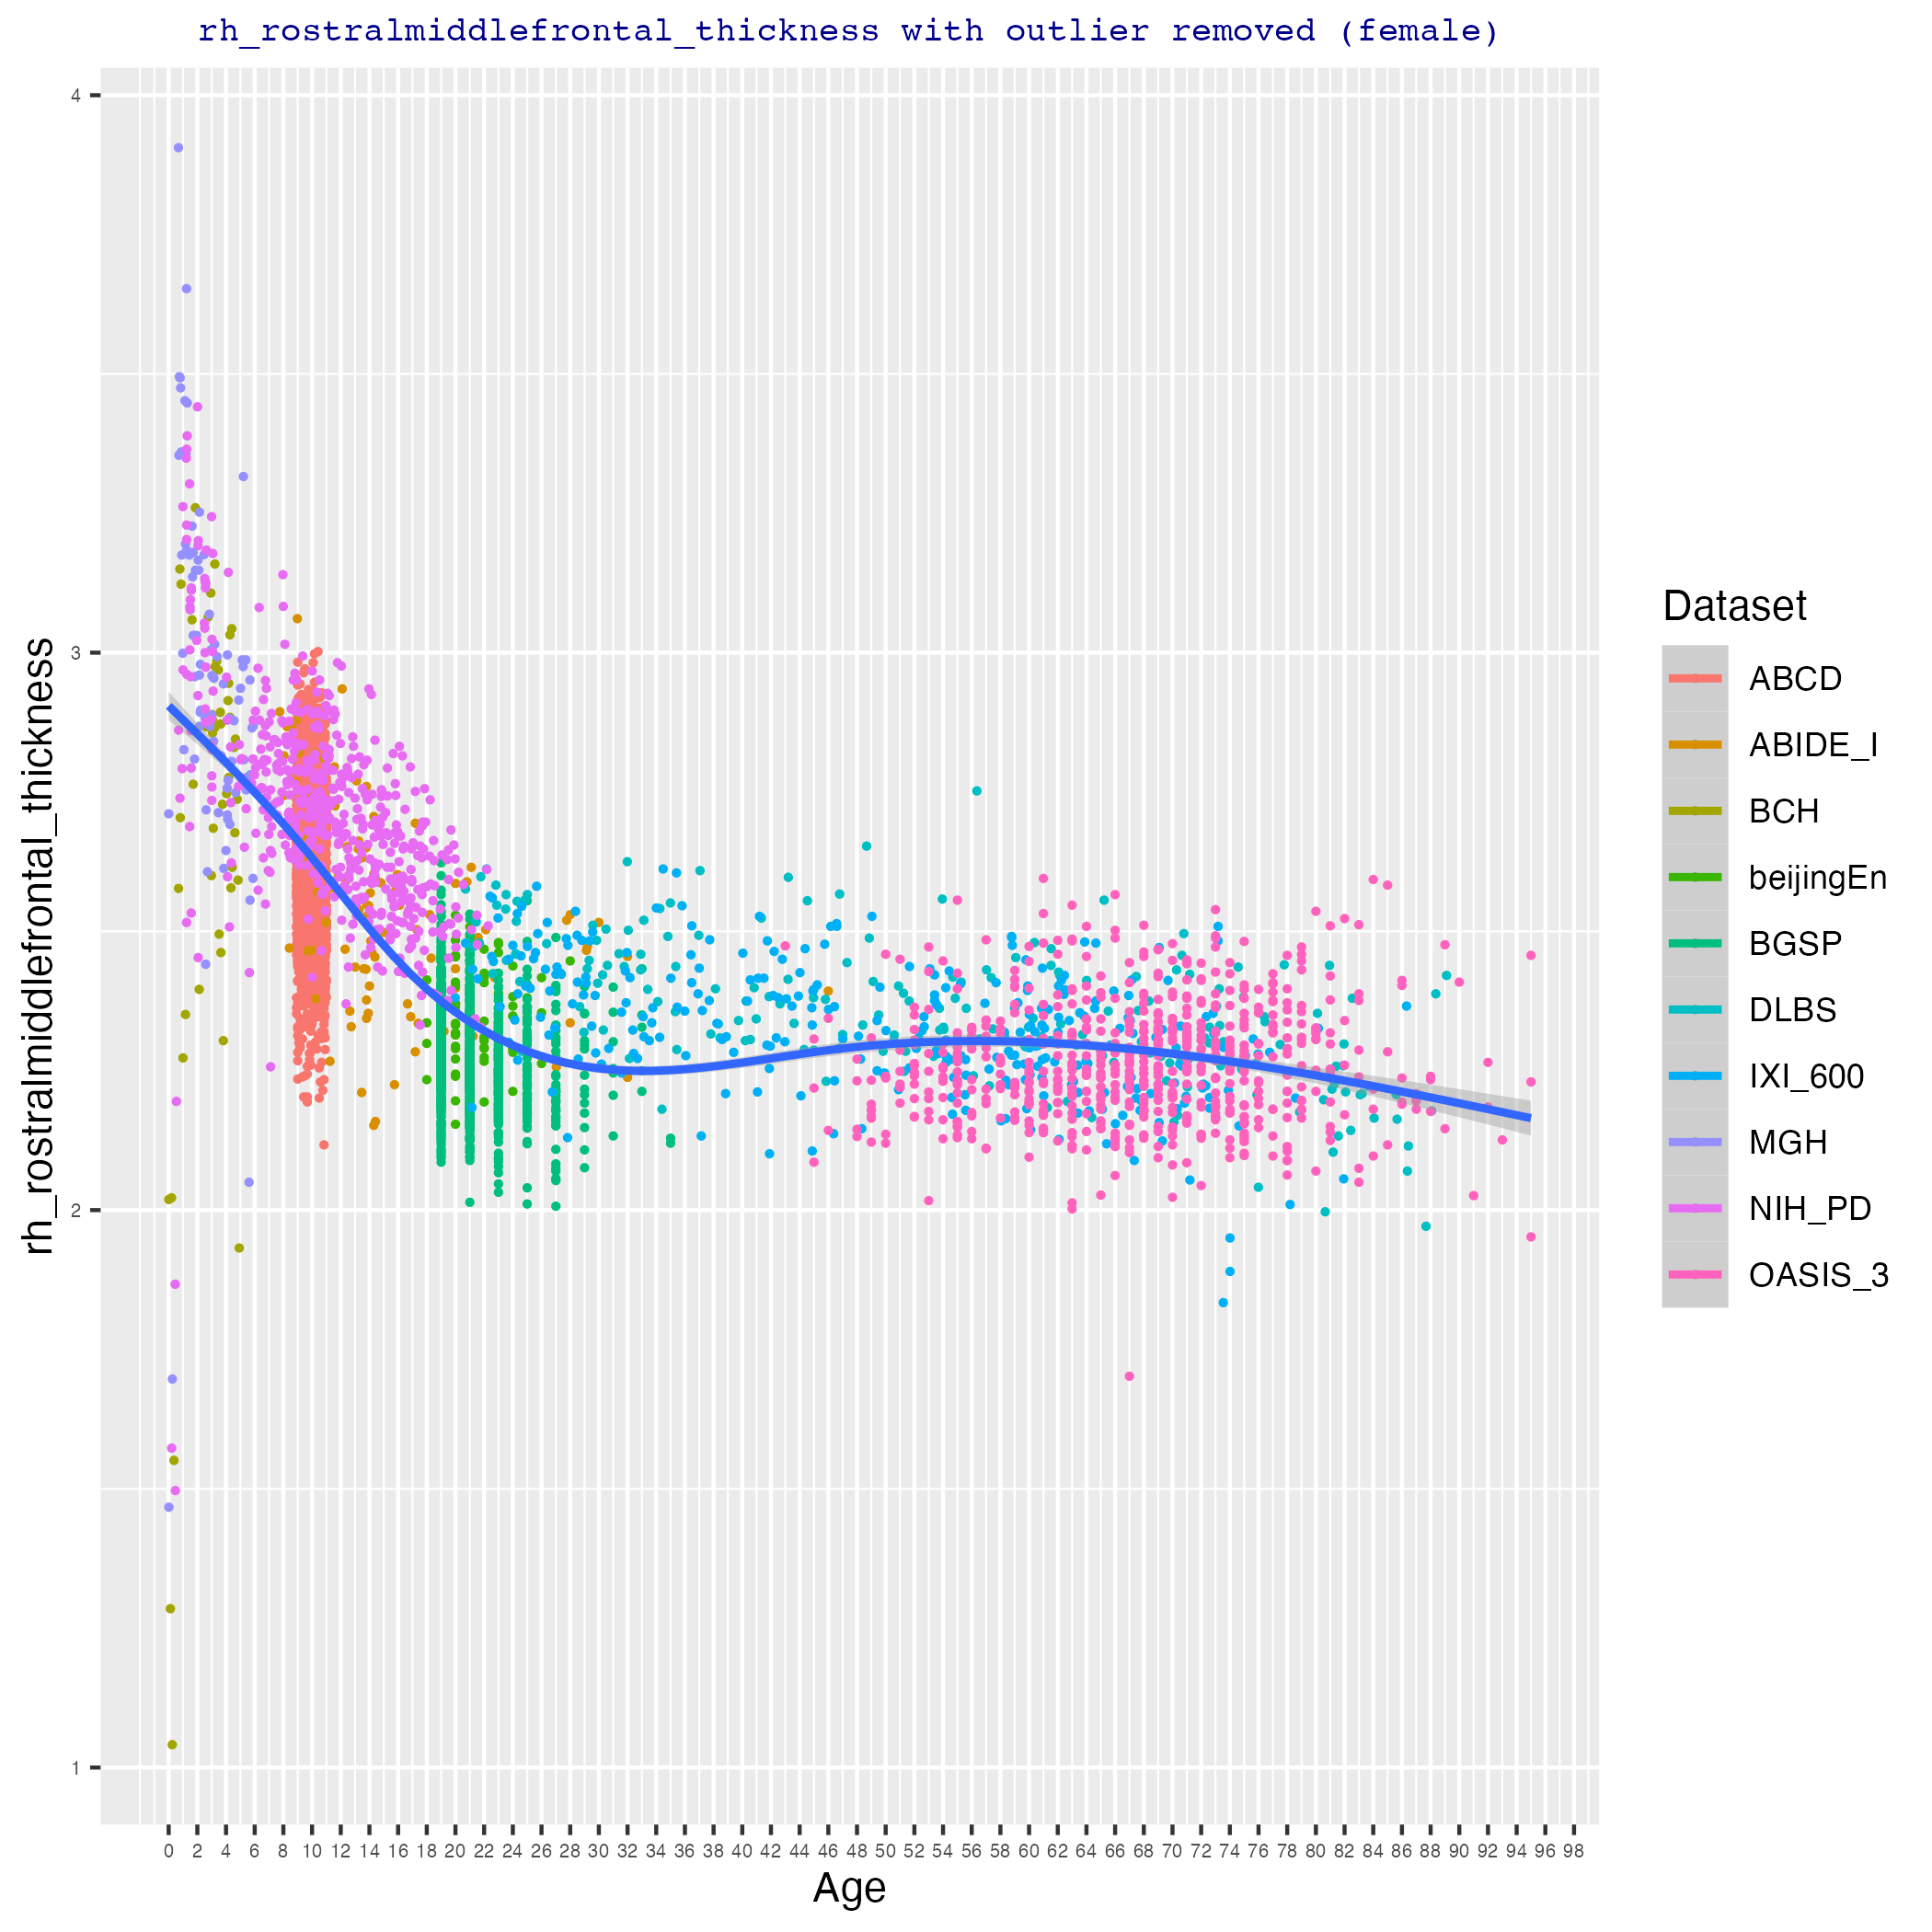 rh_rostralmiddlefrontal_thickness with outlier removed (female)
rh_rostralmiddlefrontal_thickness
4
3
2
1
0 2 4 6 8 10 12 14 16 18 20 22 24 26 28 30 32 34 36 38 40 42 44 46 48 50 52 54 56 58 60 62 64 66 68 70 72 74 76 78 80 82 84 86 88 90 92 94 96 98
Age
Dataset
ABCD
ABIDE_I
BCH
beijingEn
BGSP
DLBS
IXI_600
MGH
NIH_PD
OASIS_3